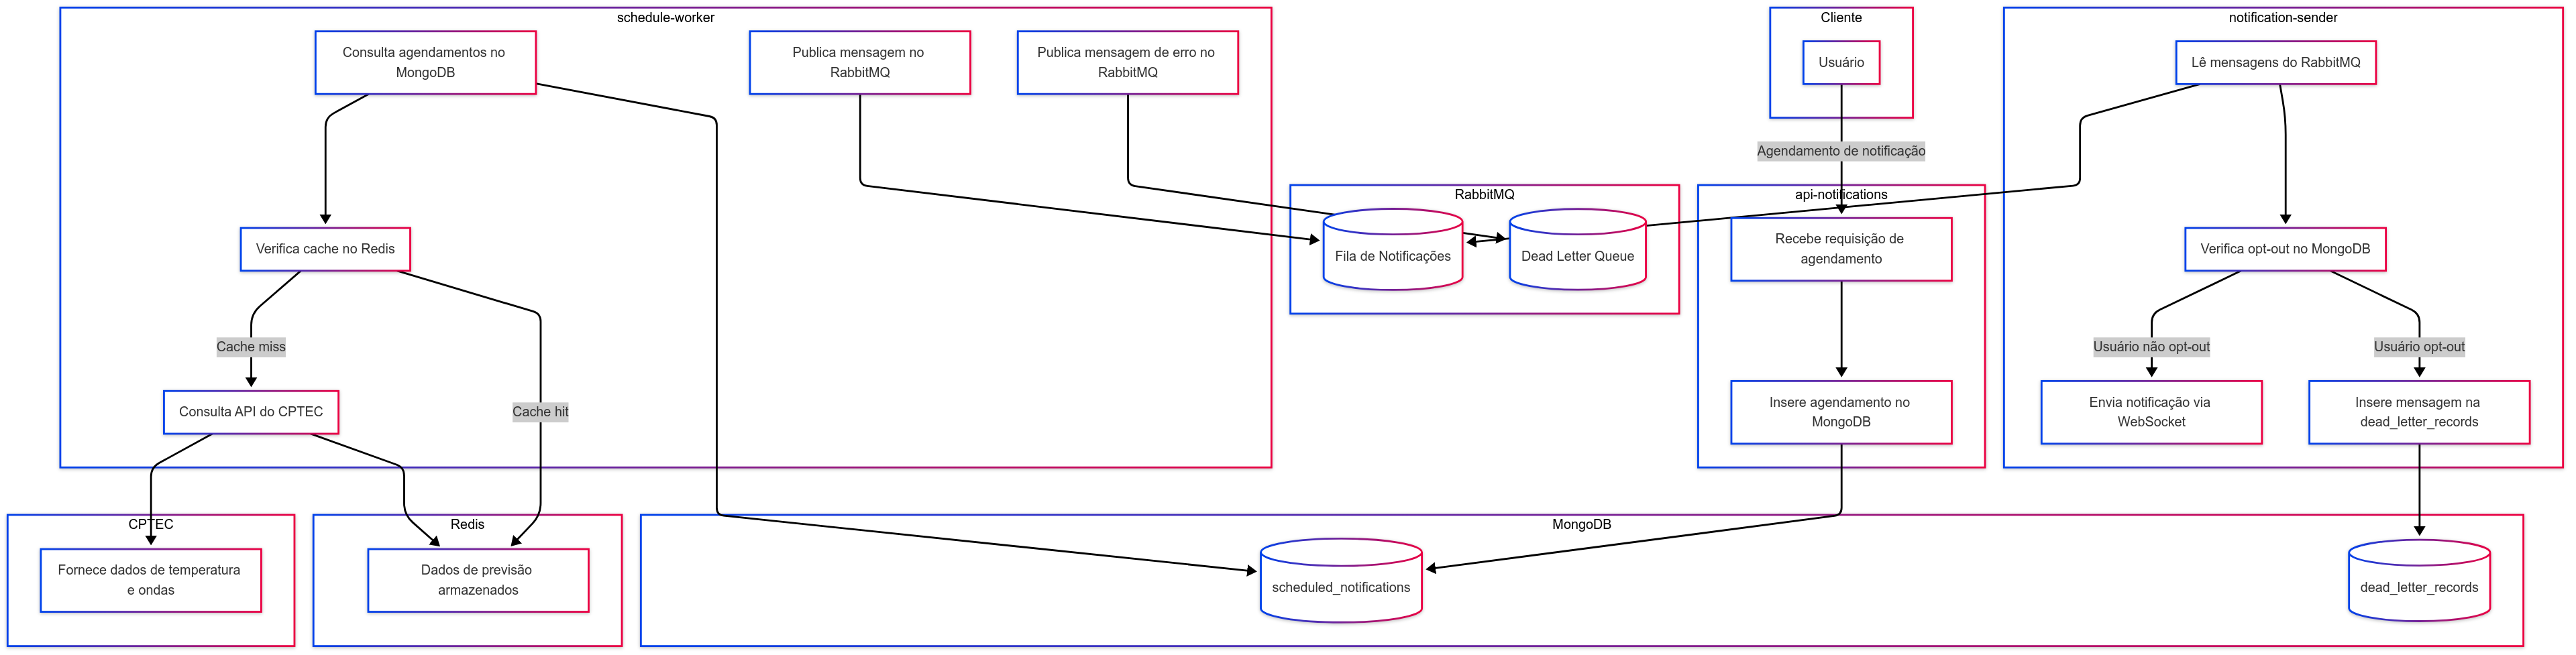 schedule-worker
Consulta agendamentos no
MongoDB
Publica mensagem no
RabbitMQ
Publica mensagem de erro no
RabbitMQ
Cliente
Usuário
notification-sender
Lê mensagens do RabbitMQ
Agendamento de notificação
RabbitMQ
Fila de Notificações
Dead Letter Queue
api-notifications
Recebe requisição de
agendamento
Verifica cache no Redis
Verifica opt-out no MongoDB
Cache miss
Cache hit
Usuário não opt-out
Usuário opt-out
Consulta API do CPTEC
Insere agendamento no
MongoDB
Envia notificação via
WebSocket
Insere mensagem na
dead_letter_records
CPTEC
Fornece dados de temperatura
e ondas
Redis
Dados de previsão
armazenados
MongoDB
scheduled_notifications
dead_letter_records